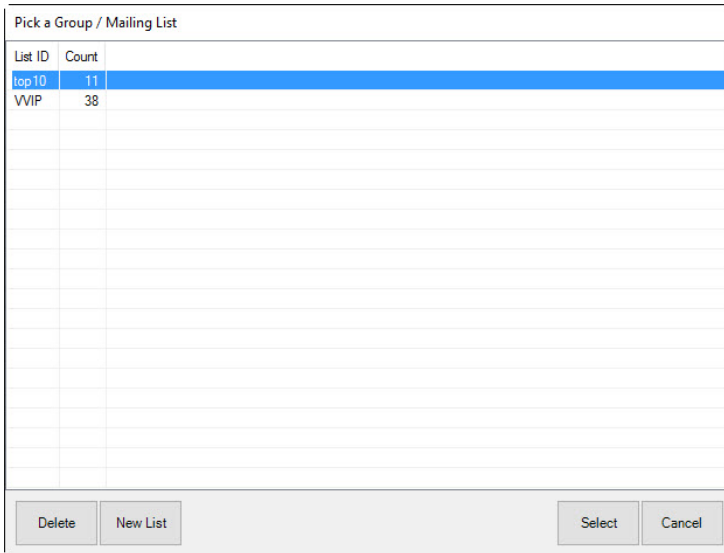 Pick a Group / Mailing List
List ID Count
top10 11
VVIP 38
Delete New List Select Cancel